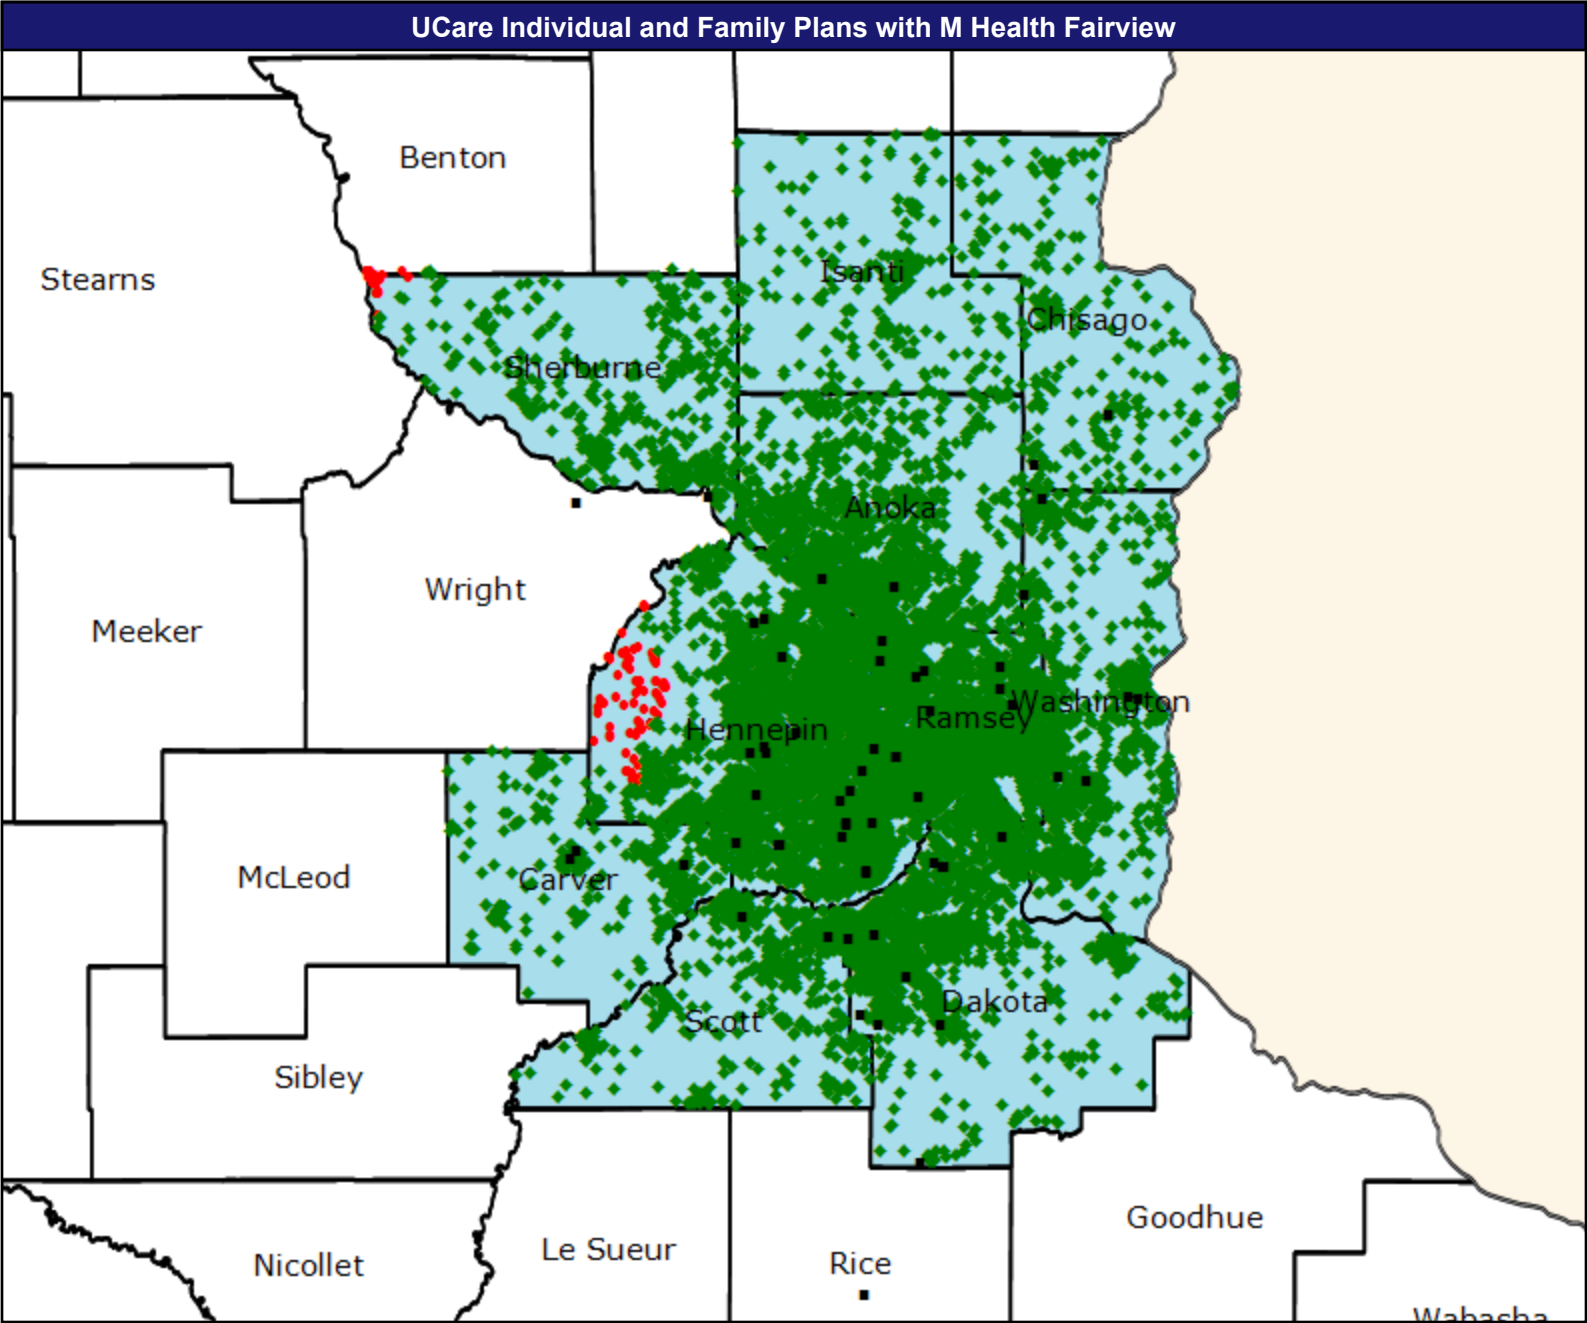 UCare Individual and Family Plans with M Health Fairview
Benton
Stearns
Isanti
Chisago
Sherburne
Anoka
Wright
Meeker
Washington
Ramsey
Hennepin
McLeod
Carver
Dakota
Scott
Sibley
Goodhue
Le Sueur
Rice
Nicollet
Wabasha